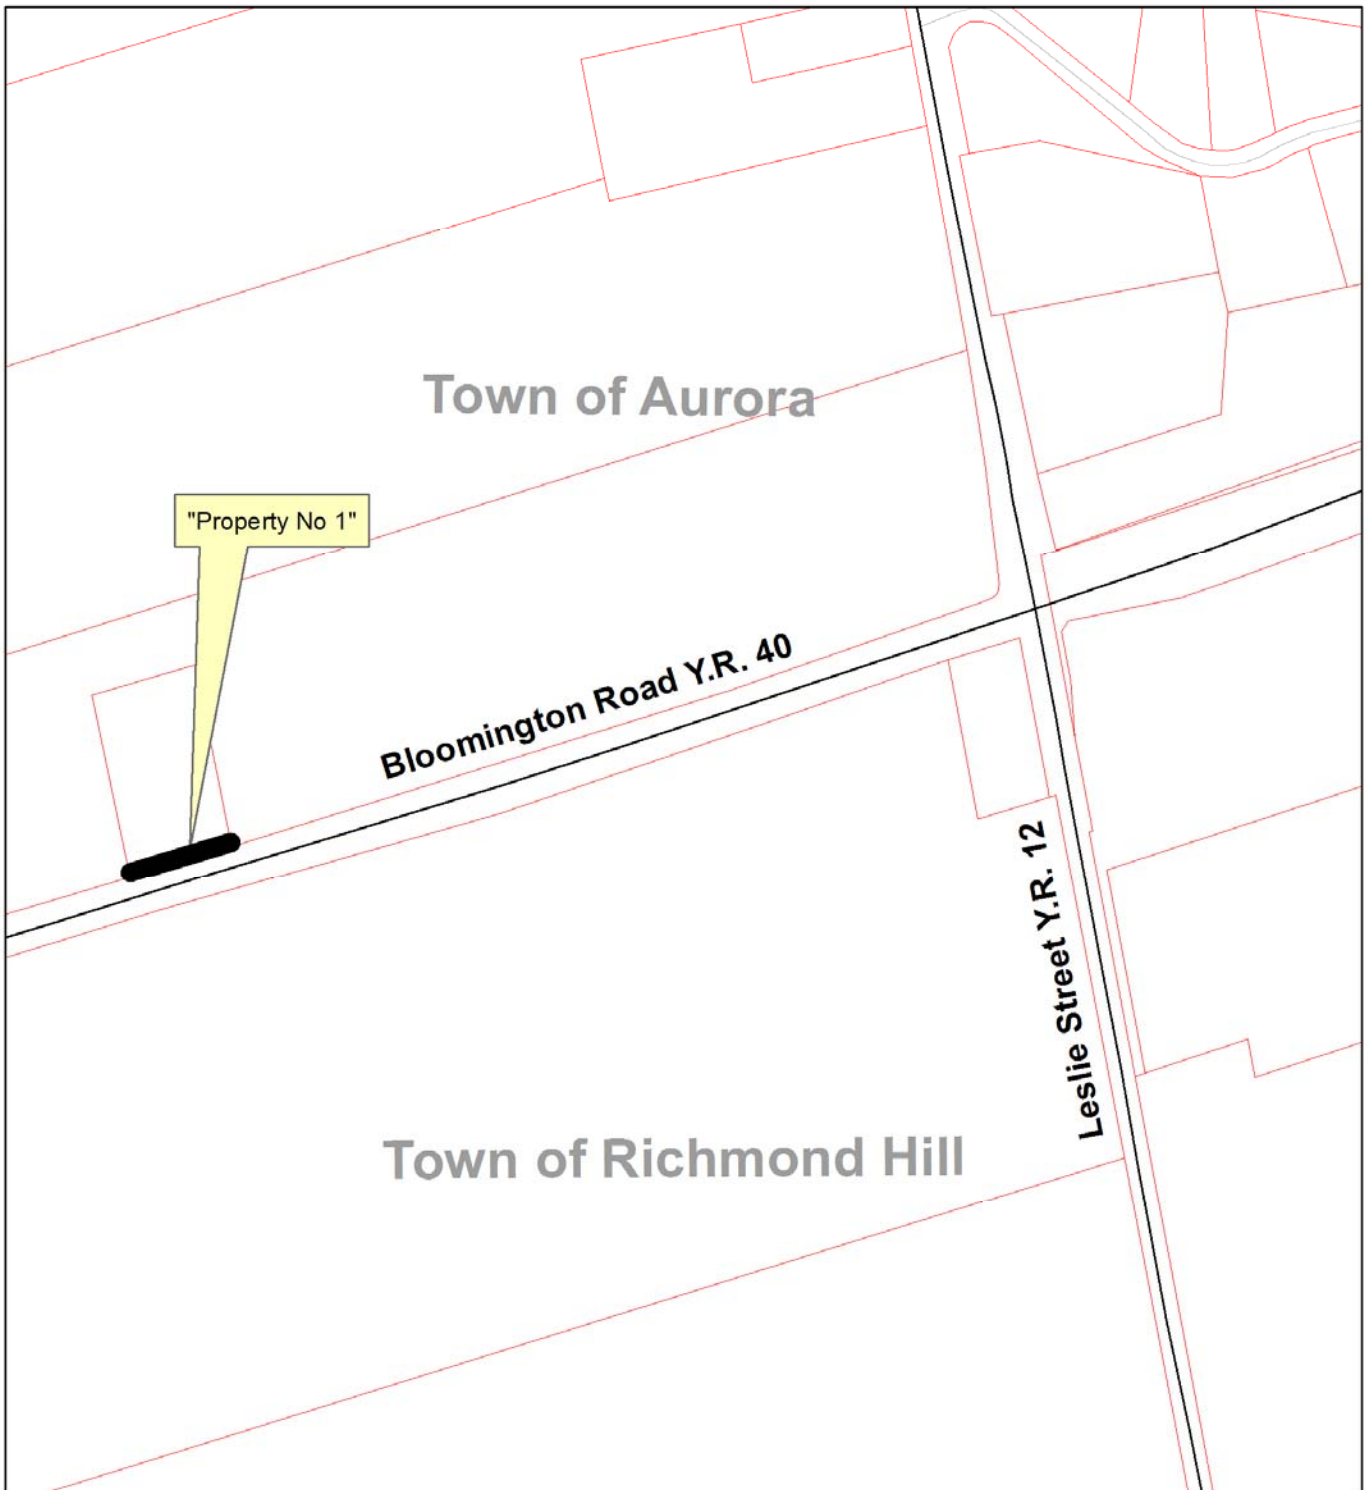 Town of Aurora
"Property No 1"
Bloomington Road Y.R. 40
Leslie Street Y.R. 12
Town of Richmond Hill